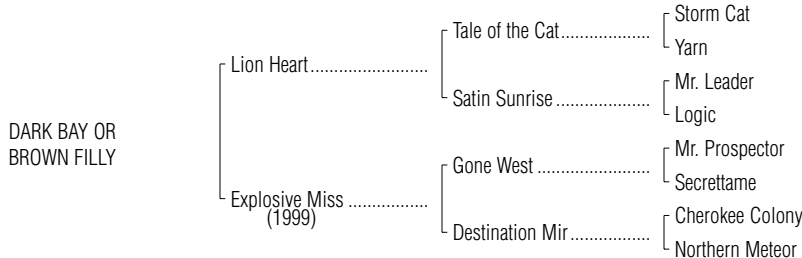 Storm Cat
Tale of the Cat...................
Yarn
Lion Heart.........................
Mr. Leader
Satin Sunrise ....................
Logic
DARK BAY OR
BROWN FILLY
Mr. Prospector
Gone West ........................
Secrettame
Explosive Miss .................
(1999)
Cherokee Colony
Destination Mir.................
Northern Meteor